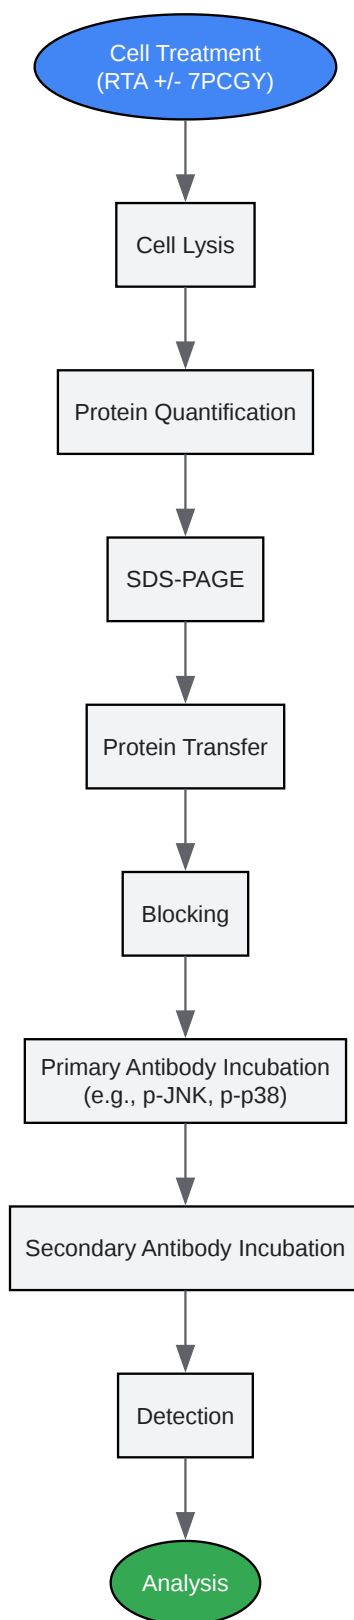 Cell Treatment
(RTA +/- 7PCGY)
Cell Lysis
Protein Quantification
SDS-PAGE
Protein Transfer
Blocking
Primary Antibody Incubation
(e.g., p-JNK, p-p38)
Secondary Antibody Incubation
Detection
Analysis